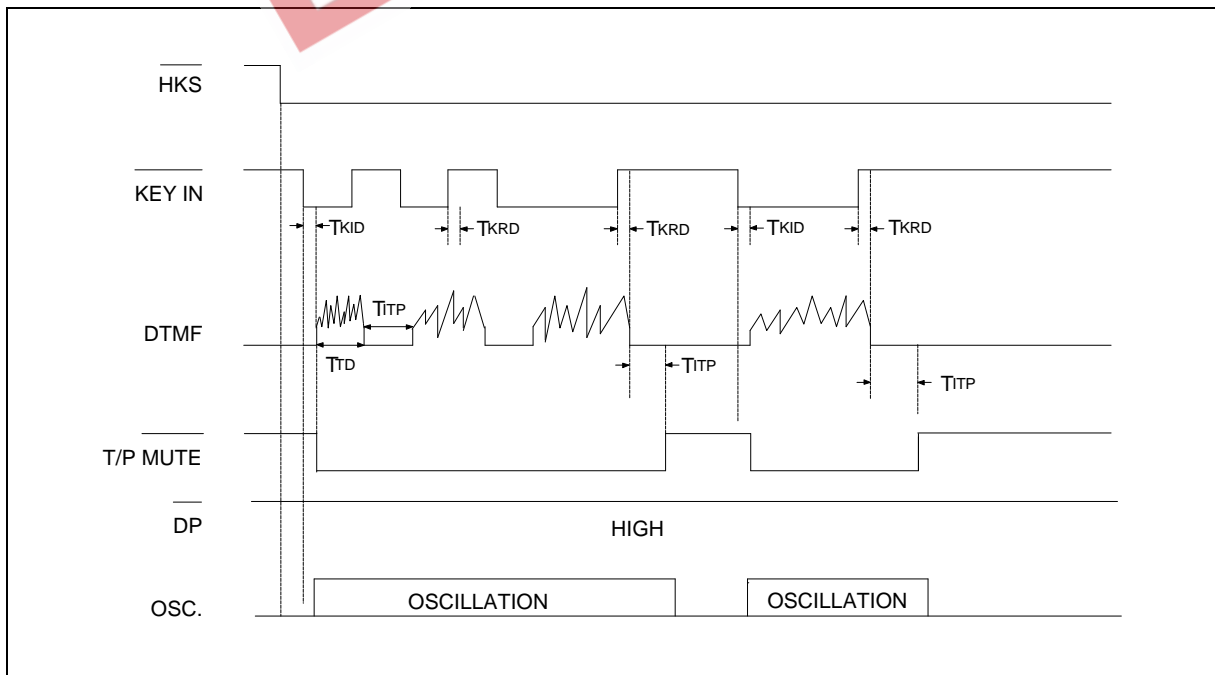 HKS
KEY IN
TKID
TKRD
TKRD
TKID
TKRD
DTMF
TITP
TTD
TITP
TITP
T/P MUTE
DP
HIGH
OSC.
OSCILLATION
OSCILLATION